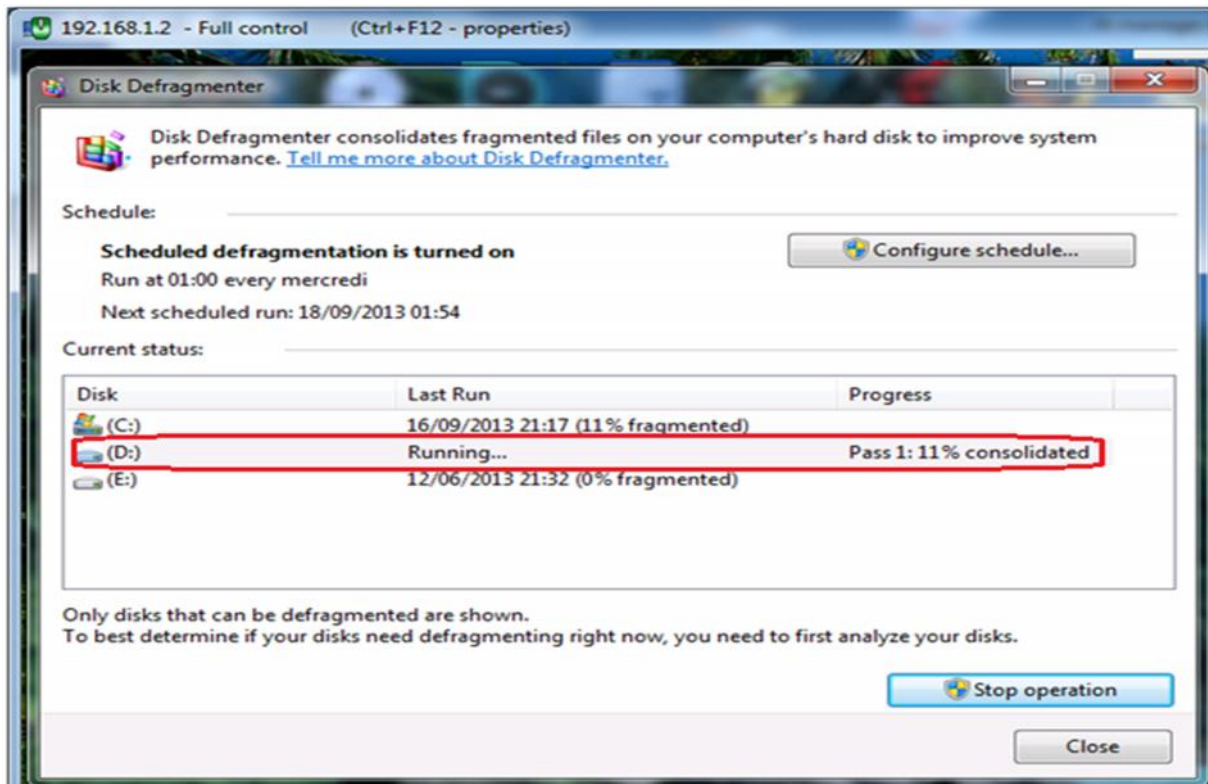 192.168.1.2 - Full control (Ctrl+F12 - properties)
Disk Defragmenter
Disk Defragmenter consolidates fragmented files on your computer's hard disk to improve system
performance. Tell me more about Disk Defragmenter.
Schedule:
Scheduled defragmentation is turned on
Configure schedule...
Run at 01:00 every mercredi
Next scheduled run: 18/09/2013 01:54
Current status:
Disk Last Run Progress
(C:) 16/09/2013 21:17 (11% fragmented)
(D:) Running... Pass 1: 11% consolidated
(E:) 12/06/2013 21:32 (0% fragmented)
Only disks that can be defragmented are shown.
To best determine if your disks need defragmenting right now, you need to first analyze your disks.
Stop operation
Close